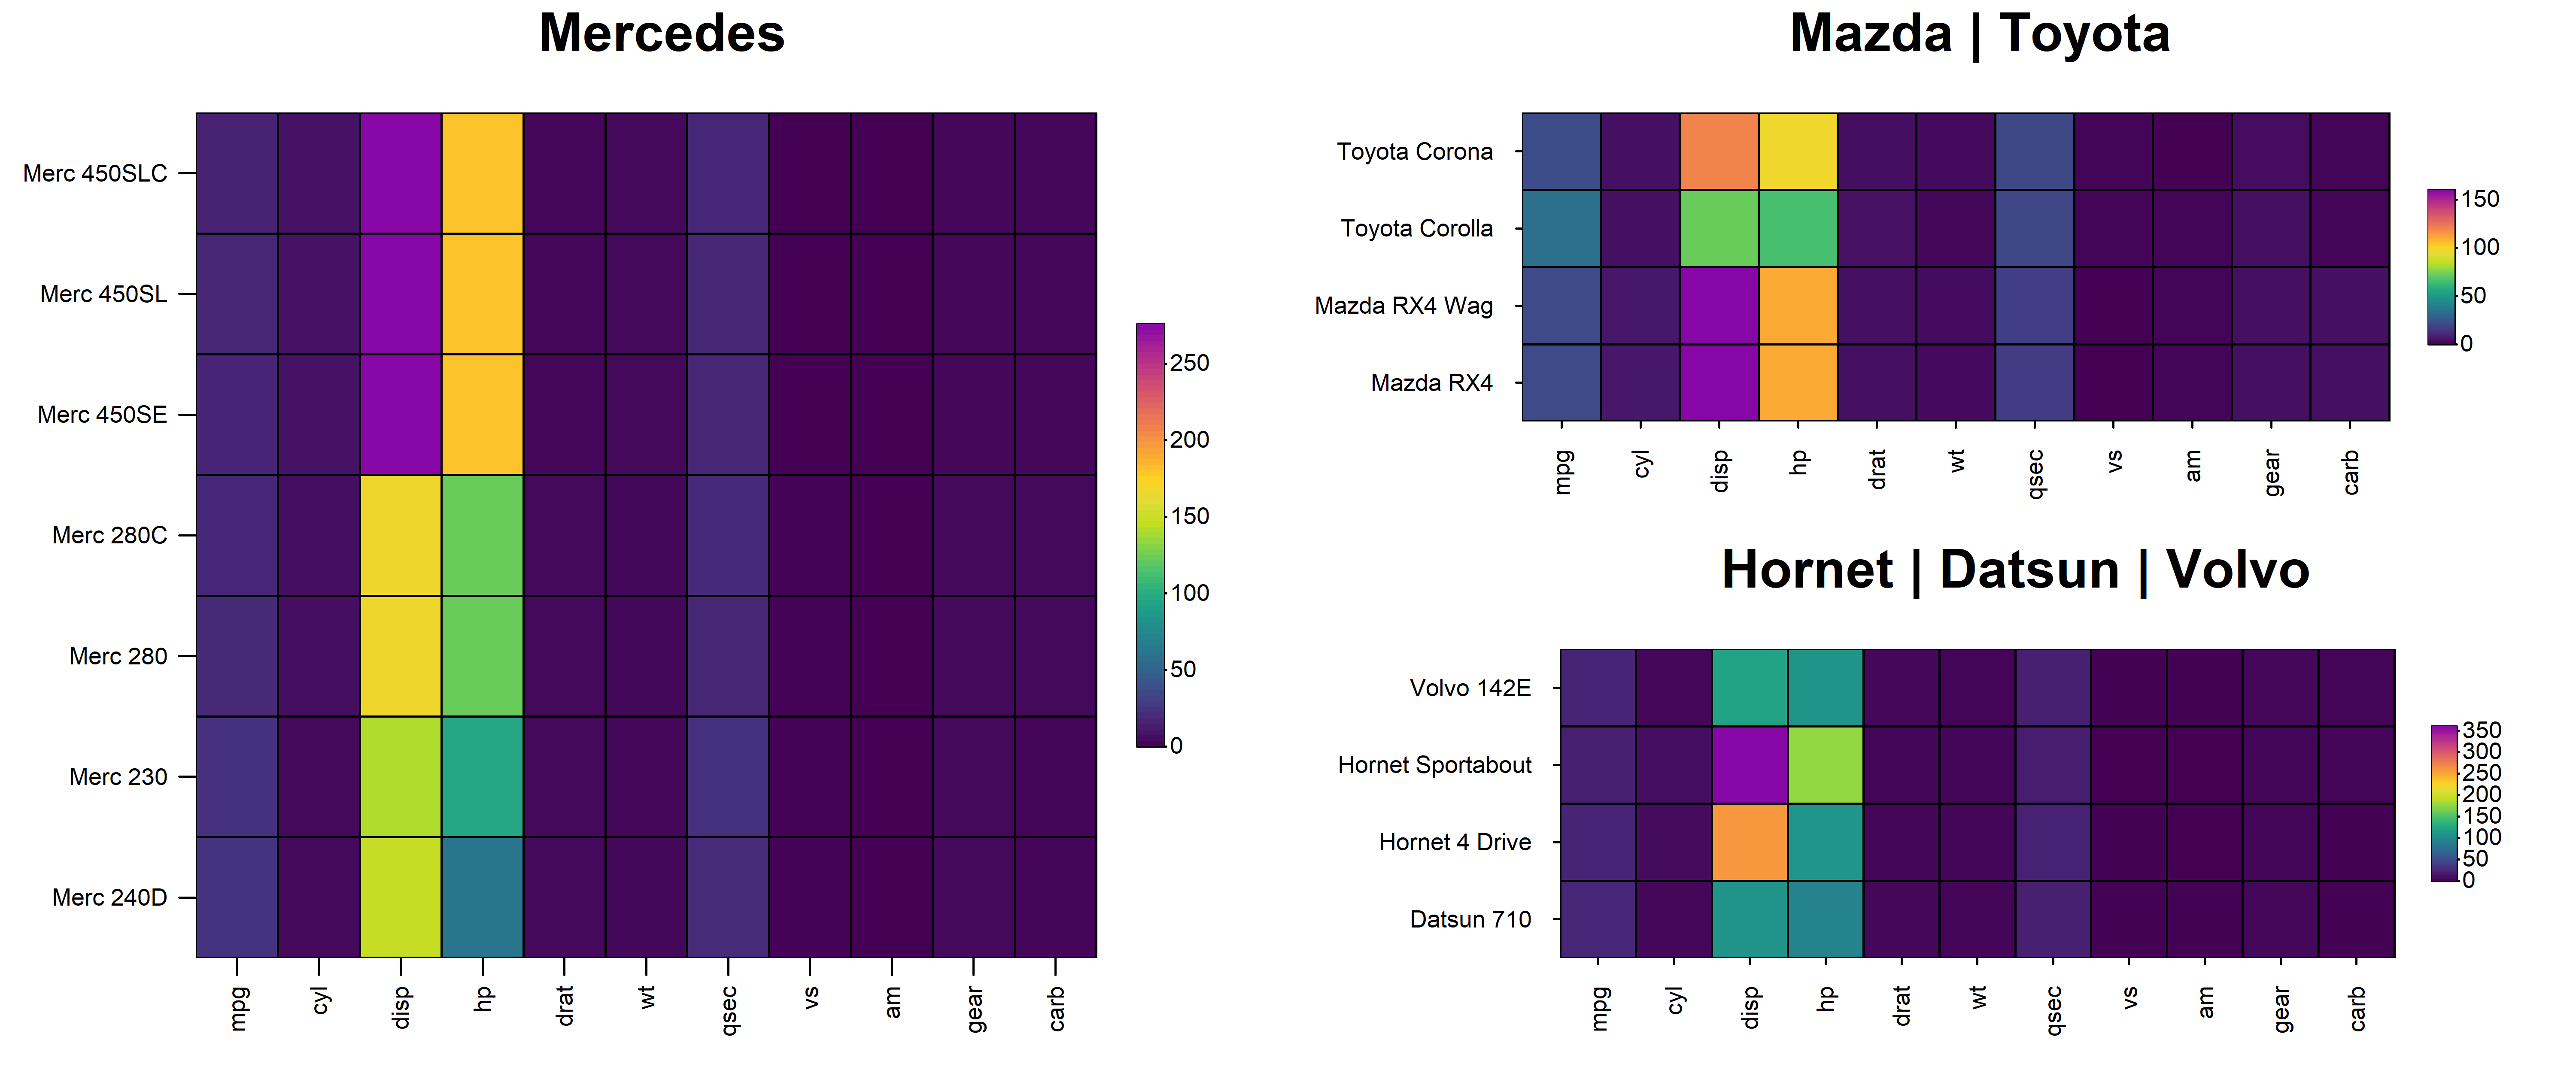 Mercedes
Merc 450SLC
Merc 450SL
Merc 450SE
Merc 280C
Merc 280
Merc 230
Merc 240D
mpg
cyl
disp
hp
drat
wt
qsec
vs
am
gear
carb
250
200
150
100
50
0
Mazda | Toyota
Toyota Corona
Toyota Corolla
Mazda RX4 Wag
Mazda RX4
mpg
cyl
disp
hp
drat
wt
qsec
vs
am
gear
carb
150
100
50
0
Hornet | Datsun | Volvo
Volvo 142E
Hornet Sportabout
Hornet 4 Drive
Datsun 710
mpg
cyl
disp
hp
drat
wt
qsec
vs
am
gear
carb
350
300
250
200
150
100
50
0